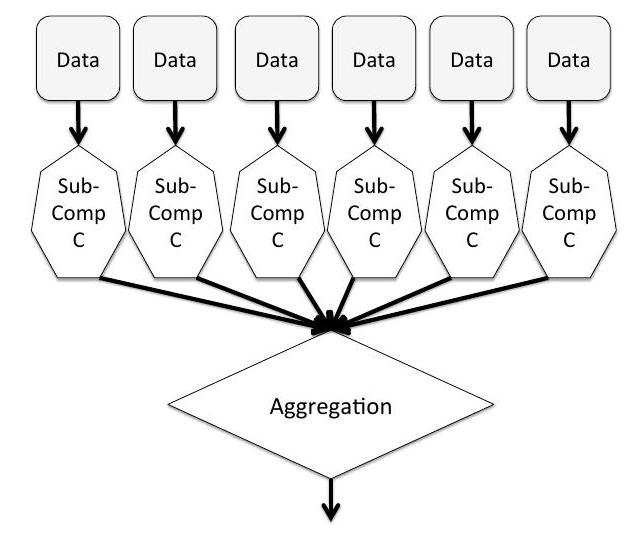 Data Data Data Data Data Data
Sub- Sub- Sub- Sub- Sub- Sub-
Comp Comp Comp Comp Comp Comp
C C C C C C
Aggregation